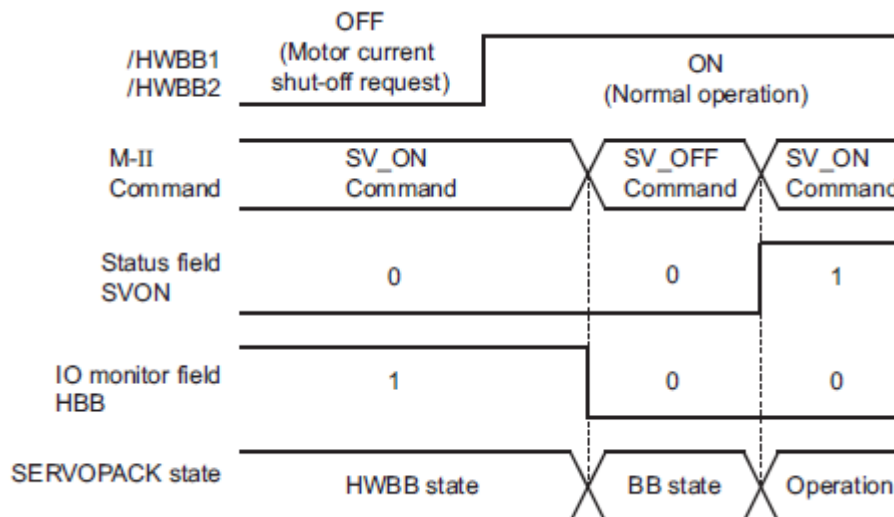 OFF
(Motor current
shut-off request)
/HWBB1
/HWBB2
ON
(Normal operation)
M-II
Command
SV_ON
Command
SV_OFF
Command
SV_ON
Command
Status field
SVON
0
0
1
IO monitor field
HBB
1
0
0
SERVOPACK state
HWBB state
BB state
Operation